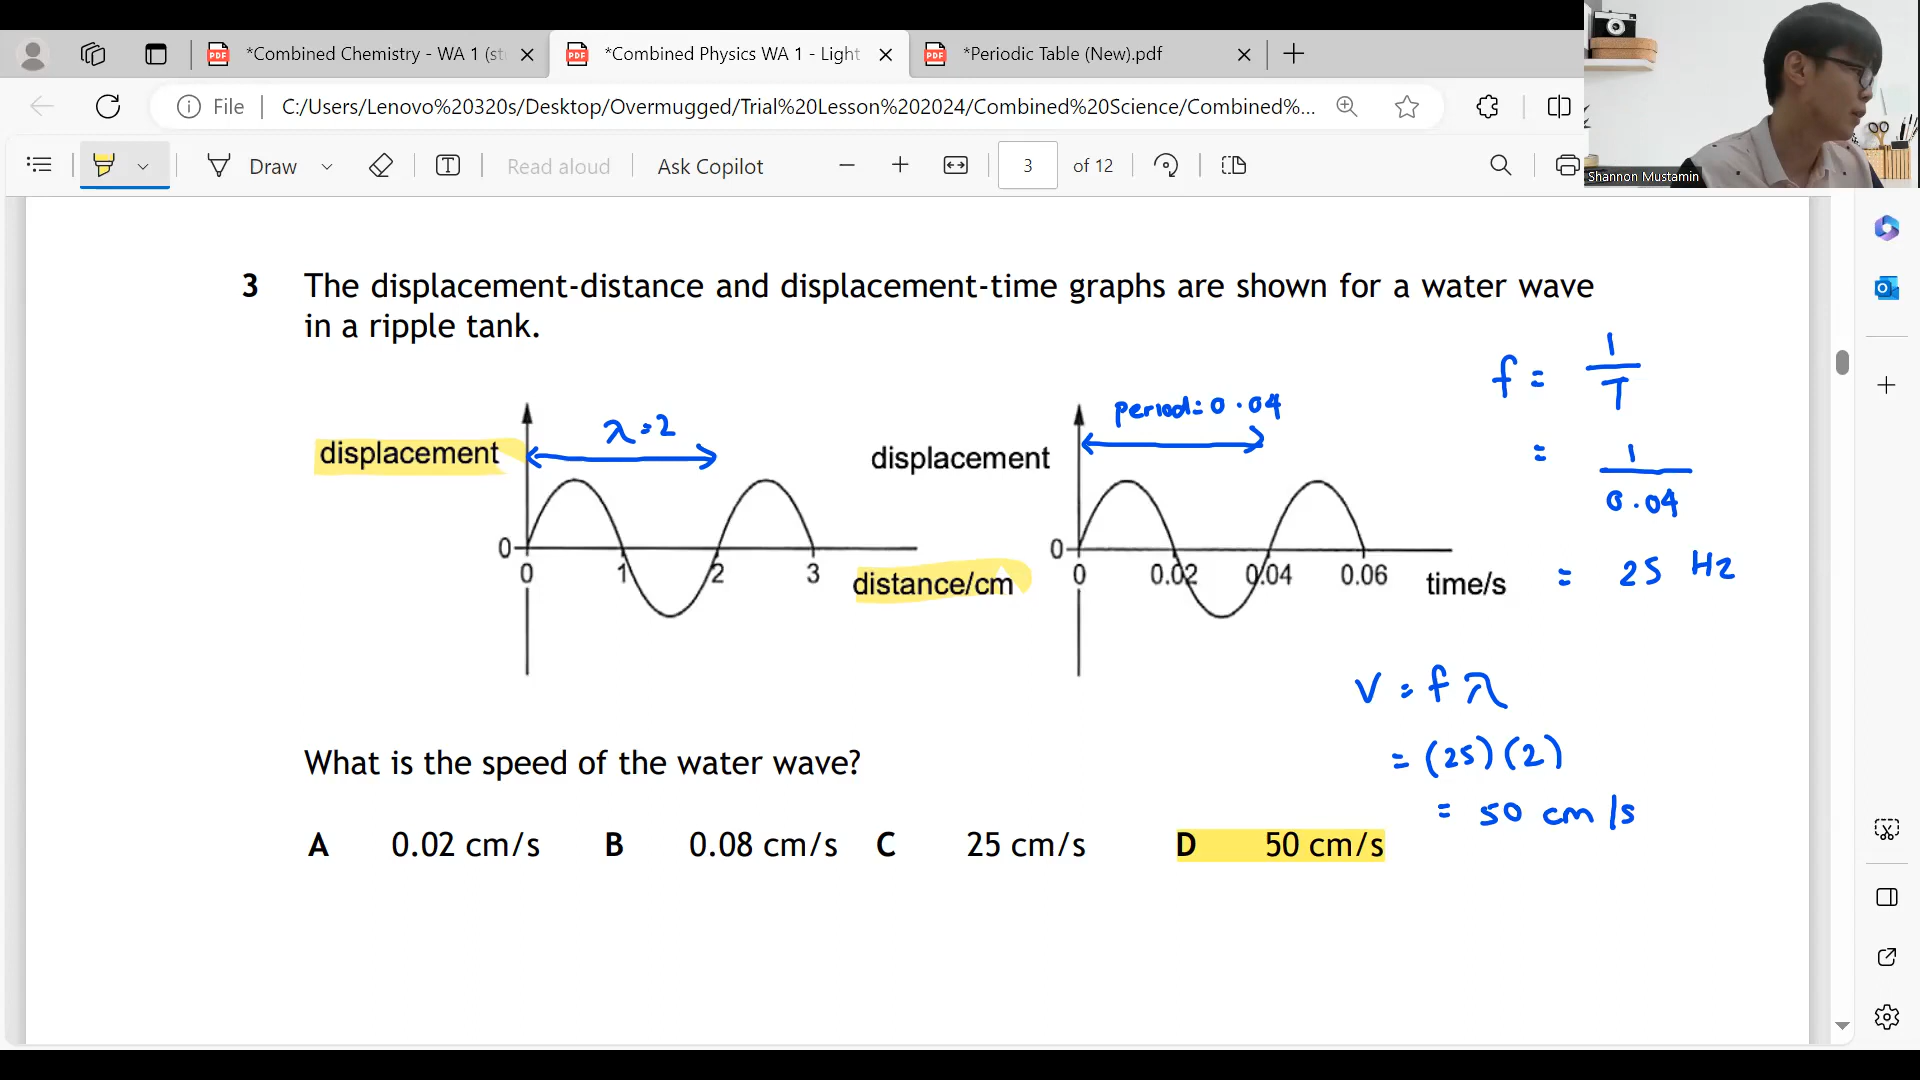 *Combined Chemistry - WA 1 (st
*Combined Physics WA 1 - Light
*Periodic Table (New).pdf
File
C:/Users/Lenovo%20320s/Desktop/Overmugged/Trial%20Lesson%202024/Combined%20Science/Combined%...
Draw
Read aloud
Ask Copilot
3
of 12
Shannon Mustamin
3 The displacement-distance and displacement-time graphs are shown for a water wave
in a ripple tank.
f = 1/T
= 1/0.04
= 25 Hz
displacement
λ = 2
0
0 1 2 3
distance/cm
displacement
period = 0.04
0
0 0.02 0.04 0.06
time/s
v = fλ
= (25)(2)
= 50 cm/s
What is the speed of the water wave?
A 0.02 cm/s B 0.08 cm/s C 25 cm/s D 50 cm/s